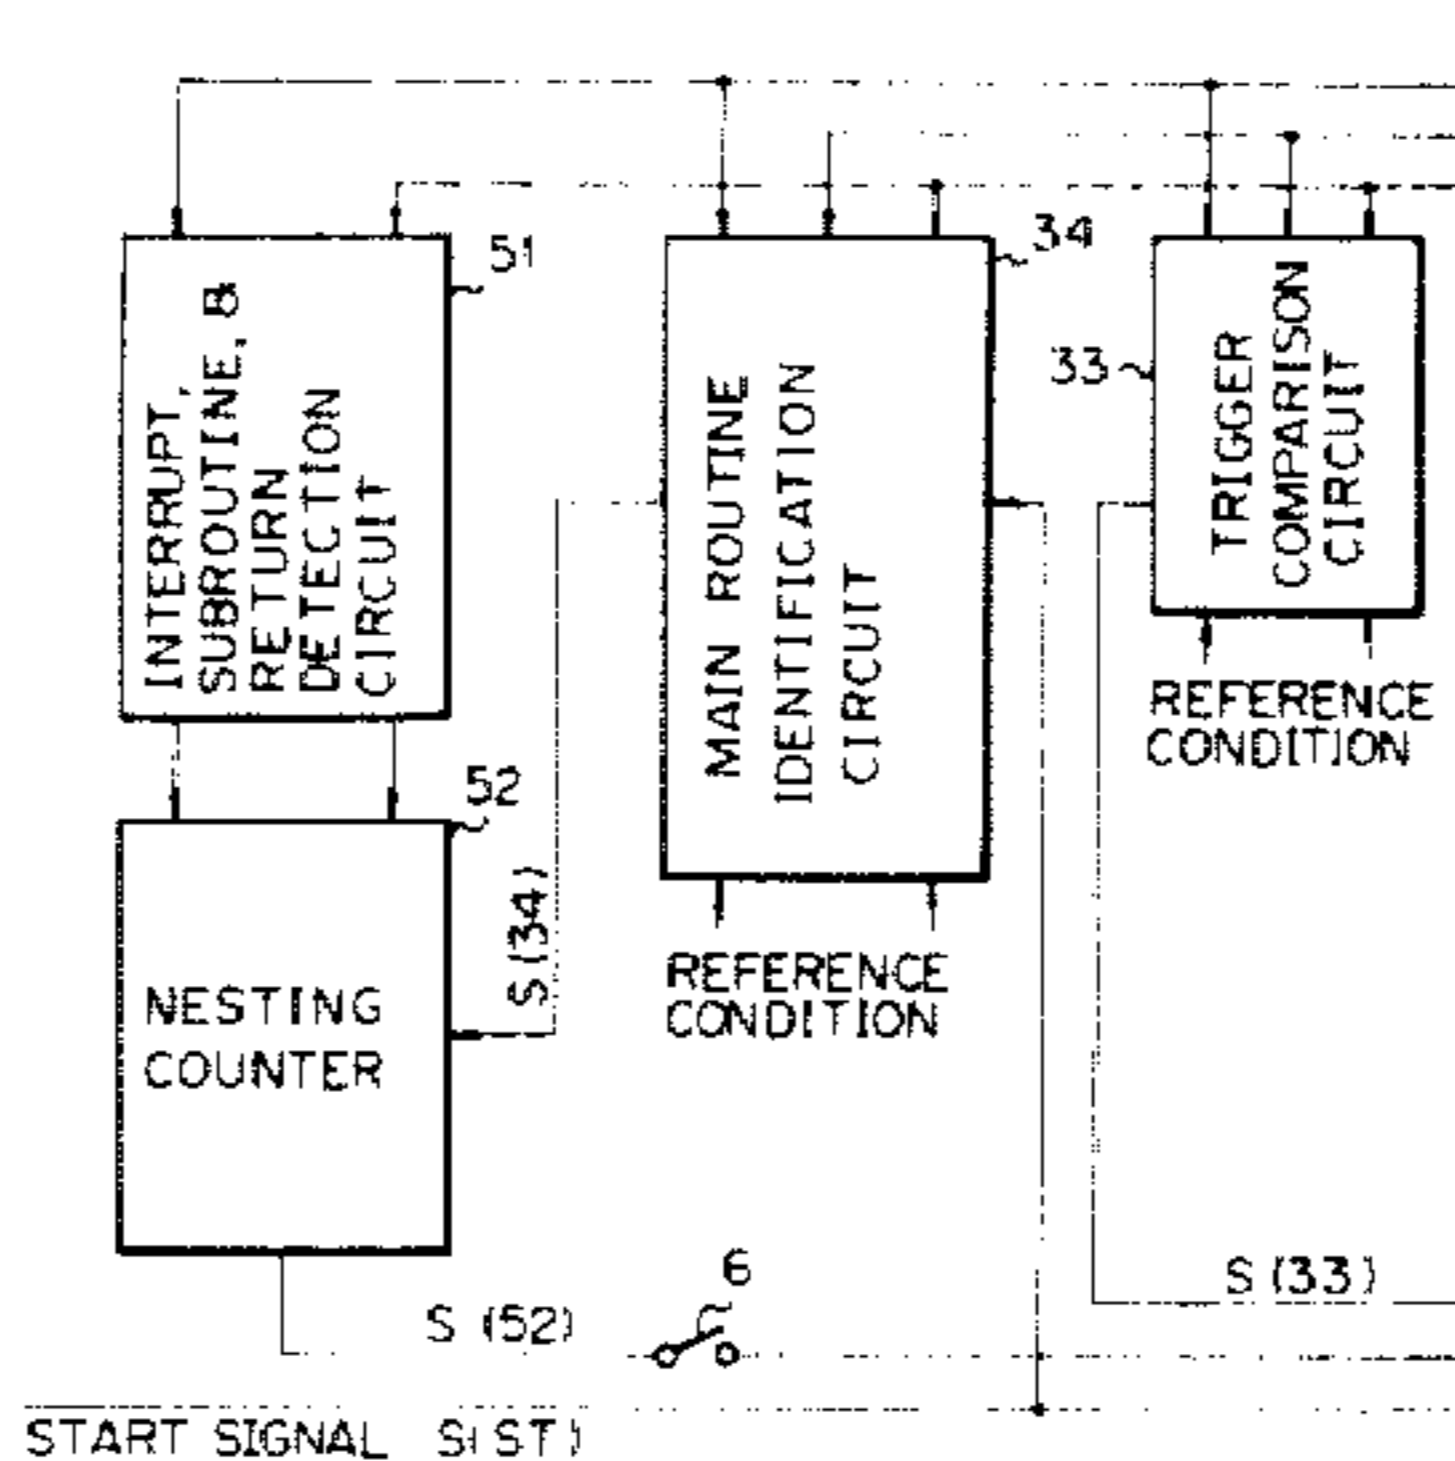 51
INTERRUPT,
SUBROUTINE, &
RETURN
DETECTION
CIRCUIT
34
MAIN ROUTINE
IDENTIFICATION
CIRCUIT
33
TRIGGER
COMPARISON
CIRCUIT
REFERENCE
CONDITION
52
NESTING
COUNTER
S (34)
REFERENCE
CONDITION
6
S (33)
S (52)
START SIGNAL S(ST)